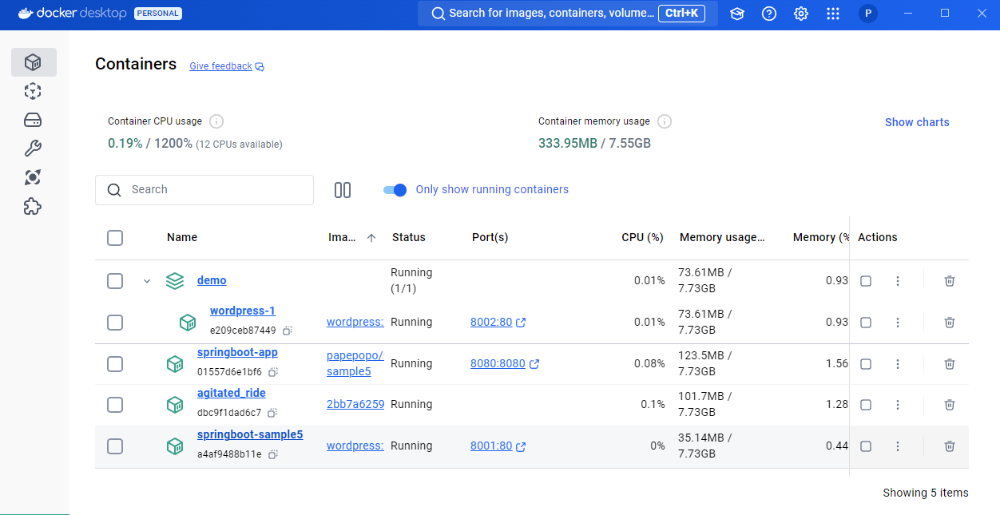 docker desktop PERSONAL Search for images, containers, volume... Ctrl+K P
Containers Give feedback
Container CPU usage
0.19% / 1200% (12 CPUs available)
Container memory usage
333.95MB / 7.55GB
Show charts
Search
Only show running containers
Name Ima... Status Port(s) CPU (%) Memory usage... Memory (% Actions
demo Running (1/1) 0.01% 73.61MB / 7.73GB 0.93
wordpress-1 e209ceb87449 wordpress: Running 8002:80 0.01% 73.61MB / 7.73GB 0.93
springboot-app 01557d6e1bf6 papepopo/ sample5 Running 8080:8080 0.08% 123.5MB / 7.73GB 1.56
agitated_ride dbc9f1dad6c7 2bb7a6259 Running 0.1% 101.7MB / 7.73GB 1.28
springboot-sample5 a4af9488b11e wordpress: Running 8001:80 0% 35.14MB / 7.73GB 0.44
Showing 5 items